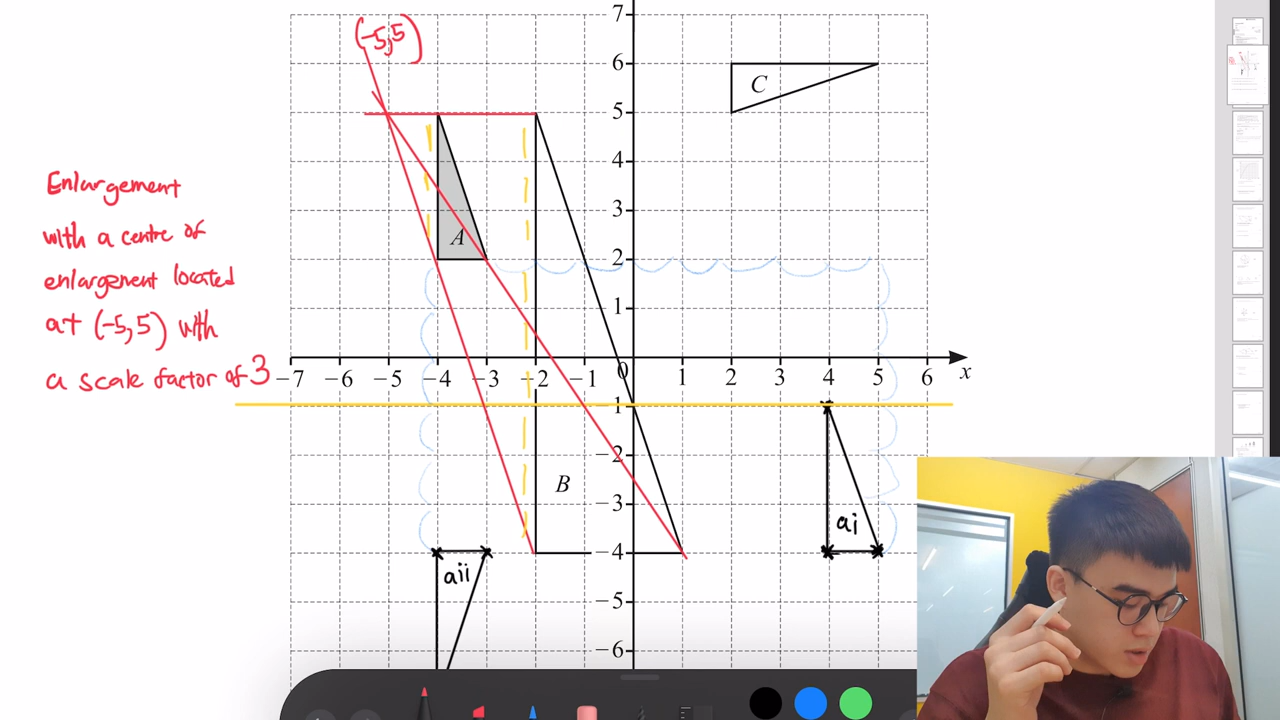 (-5,5)
7
6
5
4
3
2
1
C
A
Enlargement
with a centre of
enlargement located
at (-5,5) with
a scale factor of 3
−7 −6 −5 −4 −3 −2 −1 0 1 2 3 4 5 6 x
−1
−2
−3
−4
−5
−6
B
ai
aii